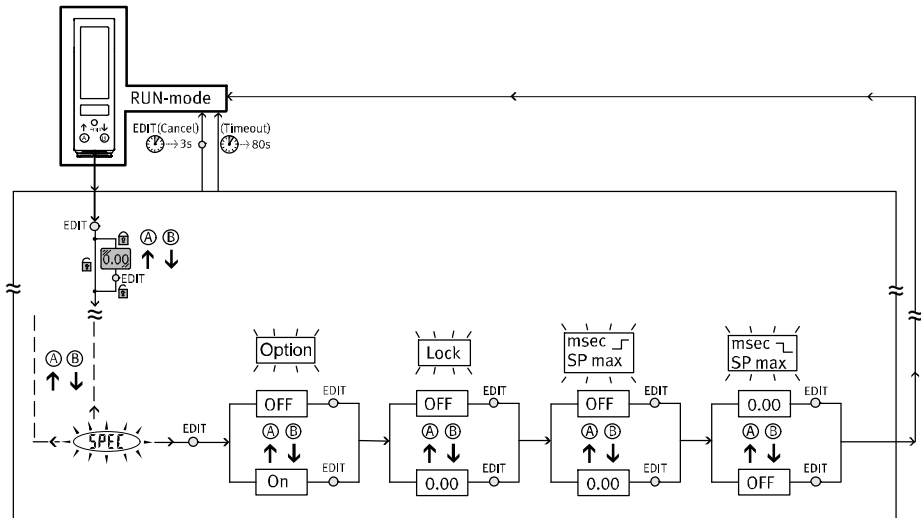 RUN-mode
EDIT
A B
EDIT(Cancel)
(Timeout)
3s
80s
EDIT
0.00
A B
EDIT
A B
SPEC
EDIT
Option
OFF
EDIT
A B
On
EDIT
Lock
OFF
EDIT
A B
0.00
EDIT
msec
SP max
OFF
EDIT
A B
0.00
EDIT
msec
SP max
0.00
EDIT
A B
OFF
EDIT